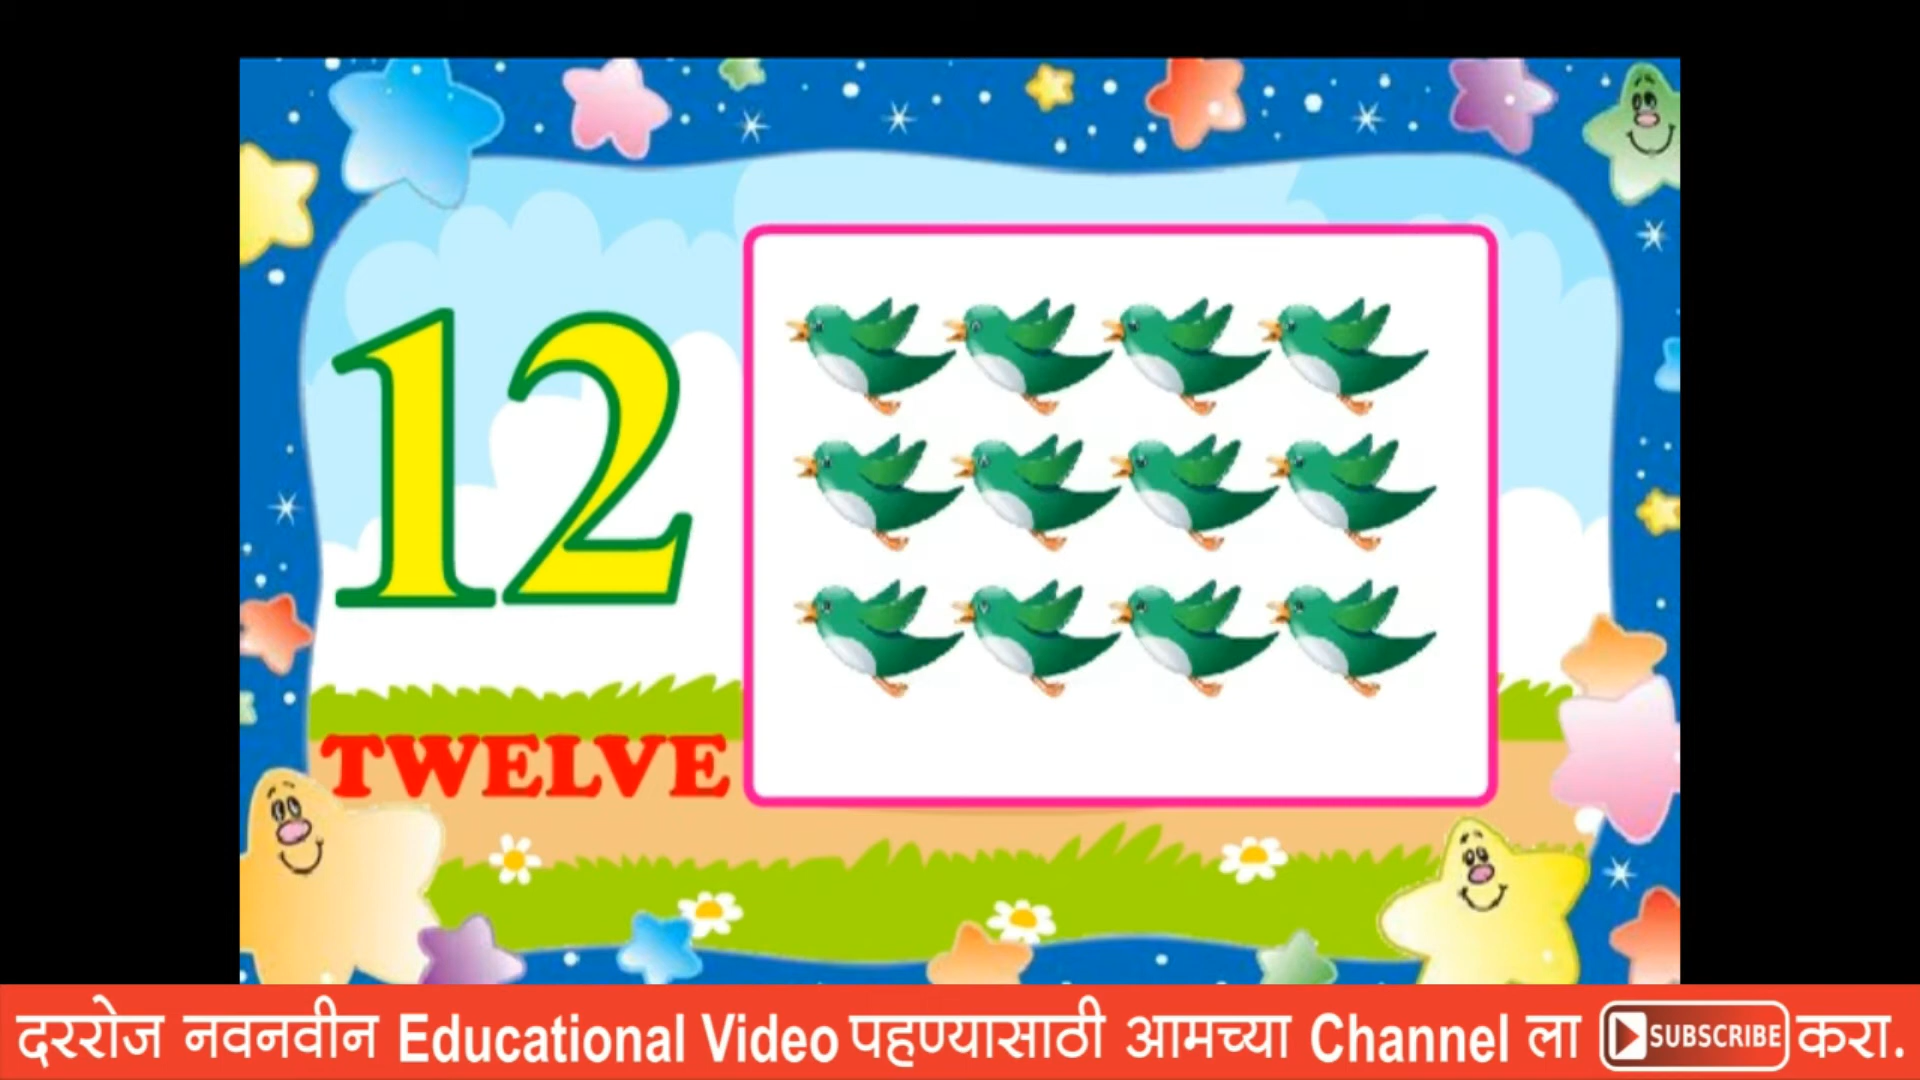 12
TWELVE
दररोज नवनवीन Educational Video पहण्यासाठी आमच्या Channel ला SUBSCRIBE करा.